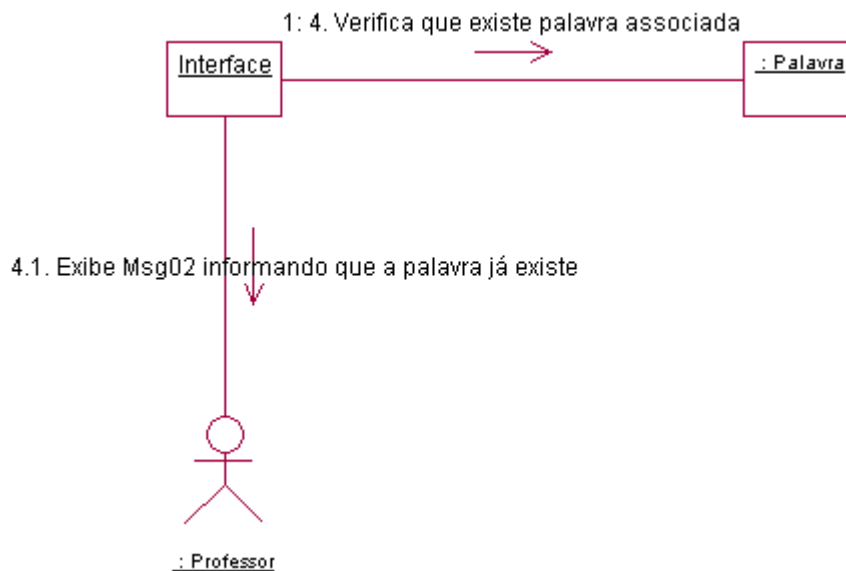 1: 4. Verifica que existe palavra associada
Interface
: Palavra
4.1. Exibe Msg02 informando que a palavra já existe
: Professor